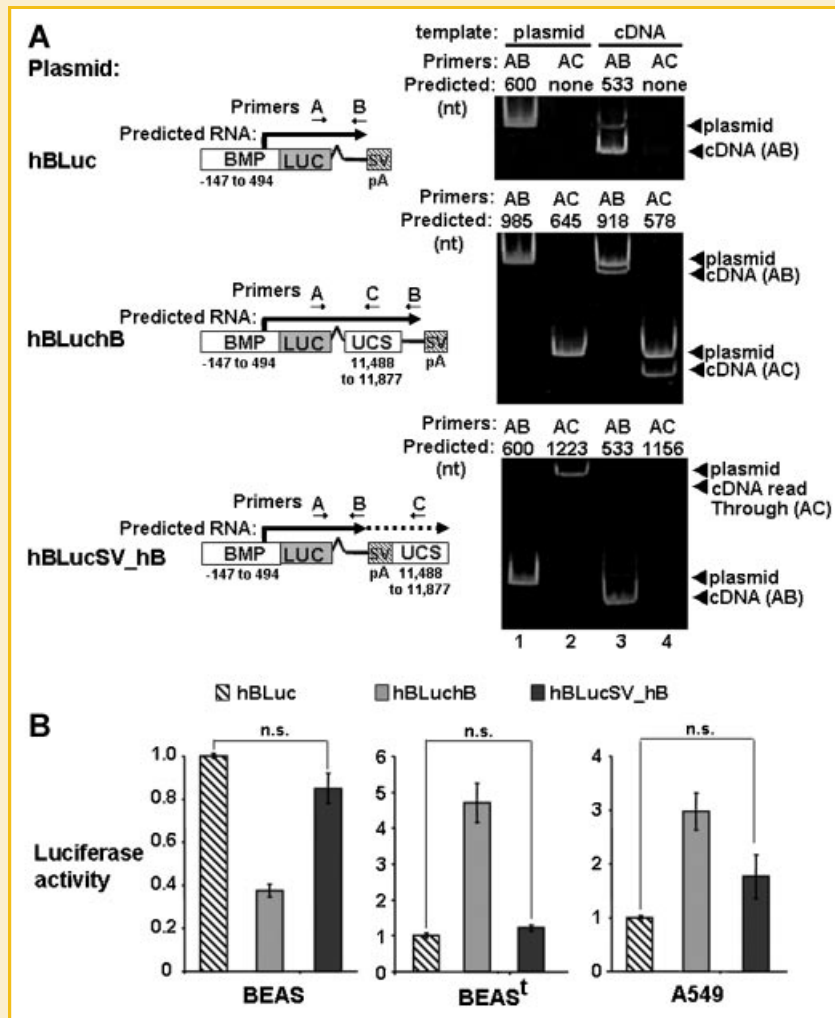 A
Plasmid:
template: plasmid cDNA
Primers: AB AC AB AC
Predicted: 600 none 533 none
(nt)
Primers A B
Predicted RNA:
hBLuc
BMP LUC SV
-147 to 494 pA
plasmid
cDNA (AB)
Primers: AB AC AB AC
Predicted: 985 645 918 578
(nt)
Primers A C B
Predicted RNA:
hBLuchB
BMP LUC UCS SV
-147 to 494 11,488 pA
to 11,877
plasmid
cDNA (AB)
plasmid
cDNA (AC)
Primers: AB AC AB AC
Predicted: 600 1223 533 1156
(nt)
Primers A B C
Predicted RNA:
hBLucSV_hB
BMP LUC SV UCS
-147 to 494 pA 11,488
to 11,877
plasmid
cDNA read
Through (AC)
plasmid
cDNA (AB)
1 2 3 4
hBLuc hBLuchB hBLucSV_hB
B
Luciferase
activity
n.s.
1.0
0.8
0.6
0.4
0.2
0
BEAS
n.s.
6
5
4
3
2
1
0
BEASt
n.s.
4
3
2
1
0
A549